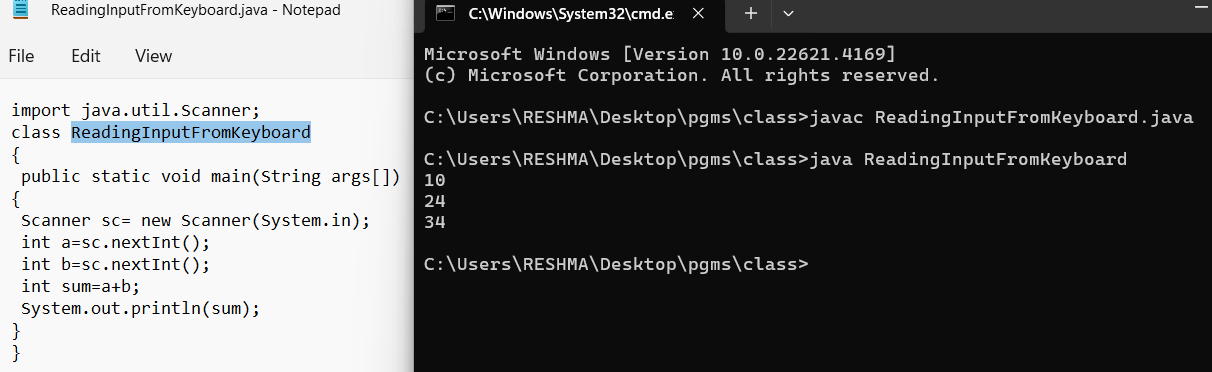 ReadingInputFromKeyboard.java - Notepad
File Edit View
import java.util.Scanner;
class ReadingInputFromKeyboard
{
public static void main(String args[])
{
Scanner sc= new Scanner(System.in);
int a=sc.nextInt();
int b=sc.nextInt();
int sum=a+b;
System.out.println(sum);
}
}
C:\Windows\System32\cmd.e
Microsoft Windows [Version 10.0.22621.4169]
(c) Microsoft Corporation. All rights reserved.
C:\Users\RESHMA\Desktop\pgms\class>javac ReadingInputFromKeyboard.java
C:\Users\RESHMA\Desktop\pgms\class>java ReadingInputFromKeyboard
10
24
34
C:\Users\RESHMA\Desktop\pgms\class>